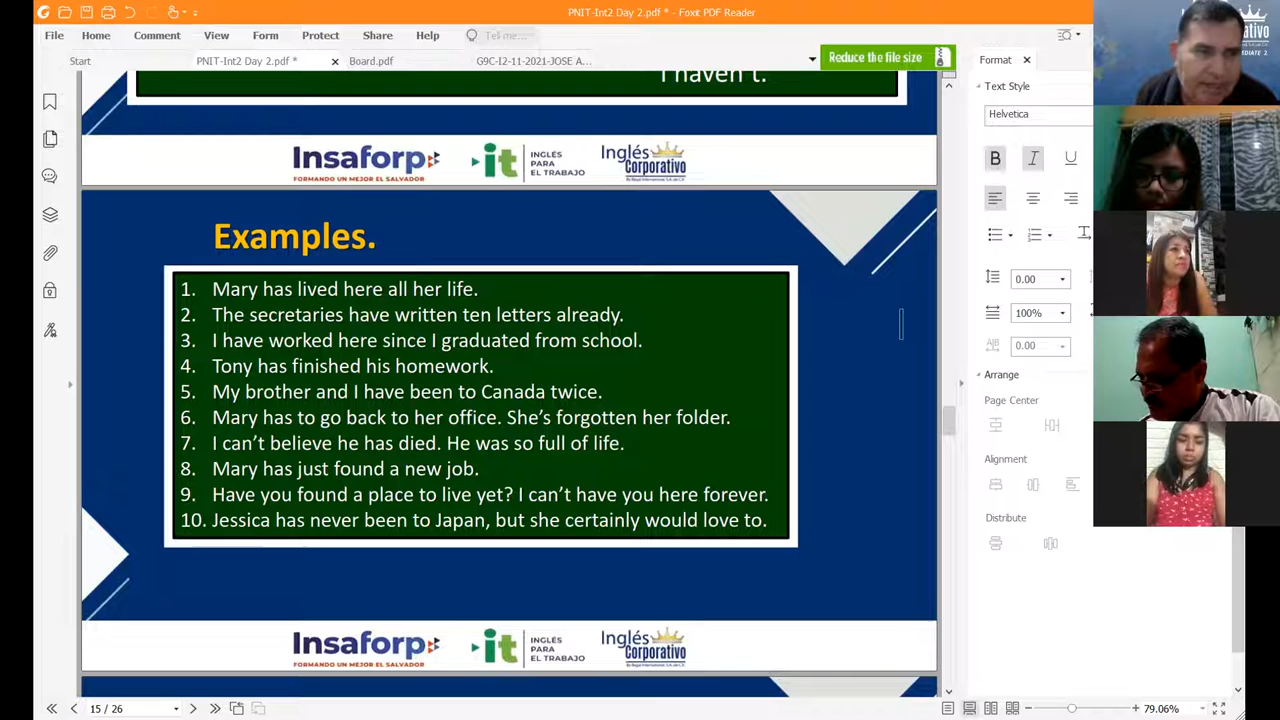 PNIT-Int2 Day 2.pdf * - Foxit PDF Reader
File Home Comment View Form Protect Share Help Tell me...
Start PNIT-Int2 Day 2.pdf * Board.pdf G9C-I2-11-2021-JOSE A... Reduce the file size
I haven't.
Insaforp
FORMANDO UN MEJOR EL SALVADOR
it INGLÉS
PARA
EL TRABAJO
Inglés
Corporativo
Examples.
1. Mary has lived here all her life.
2. The secretaries have written ten letters already.
3. I have worked here since I graduated from school.
4. Tony has finished his homework.
5. My brother and I have been to Canada twice.
6. Mary has to go back to her office. She's forgotten her folder.
7. I can't believe he has died. He was so full of life.
8. Mary has just found a new job.
9. Have you found a place to live yet? I can't have you here forever.
10. Jessica has never been to Japan, but she certainly would love to.
Insaforp
FORMANDO UN MEJOR EL SALVADOR
it INGLÉS
PARA
EL TRABAJO
Inglés
Corporativo
15 / 26
79.06%
Format
Text Style
Helvetica
B I U
0.00
100%
0.00
Arrange
Page Center
Alignment
Distribute